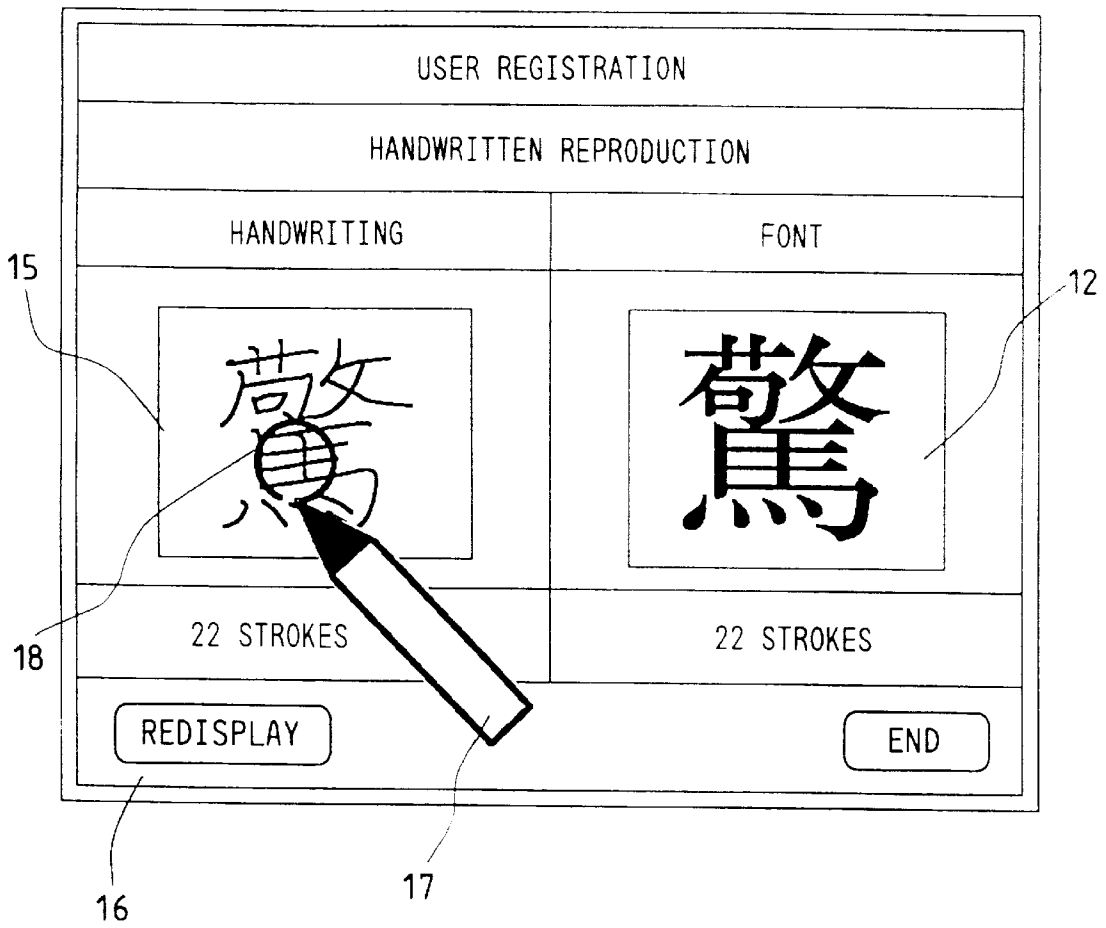 USER REGISTRATION
HANDWRITTEN REPRODUCTION
HANDWRITING FONT
15
12
驚 驚
18
22 STROKES 22 STROKES
REDISPLAY END
17
16